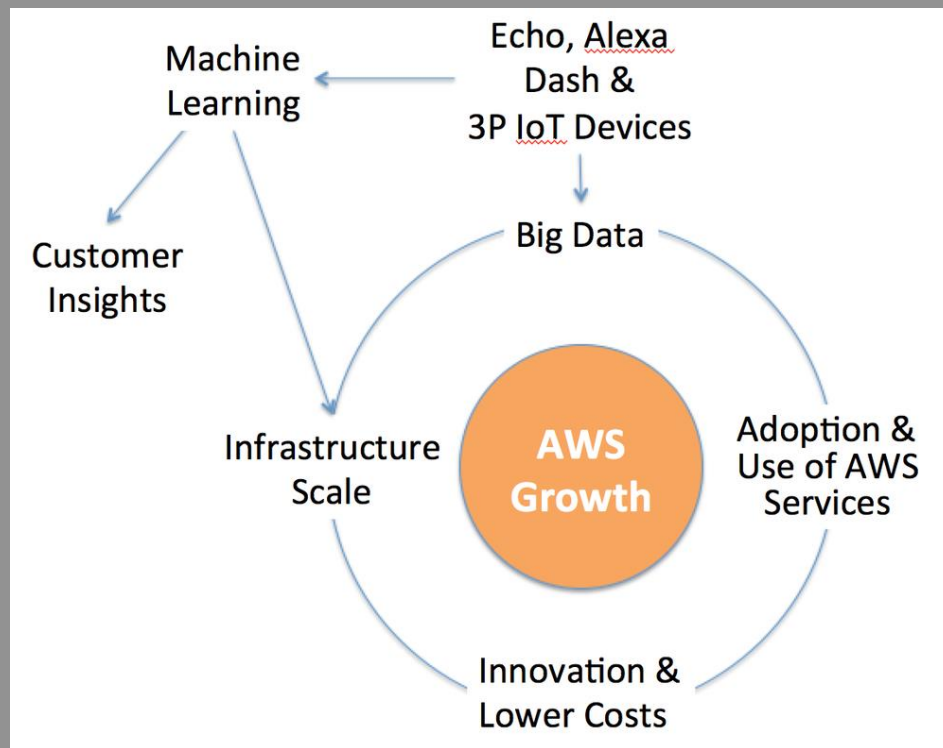 Echo, Alexa
Dash &
3P IoT Devices
Machine
Learning
Customer
Insights
Big Data
Infrastructure
Scale
AWS
Growth
Adoption &
Use of AWS
Services
Innovation &
Lower Costs